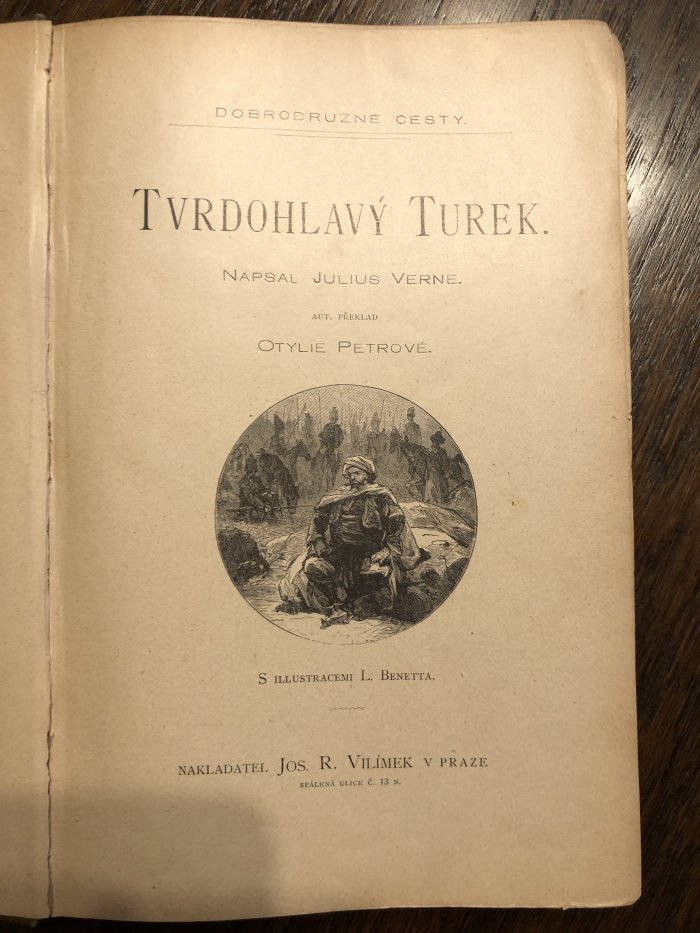 DOBRODRUŽNÉ CESTY.
TVRDOHLAVÝ TUREK.
NAPSAL JULIUS VERNE.
AUT. PŘEKLAD
OTYLIE PETROVÉ.
S ILLUSTRACEMI L. BENETTA.
NAKLADATEL JOS. R. VILÍMEK V PRAZE
SPÁLENÁ ULICE Č. 13 N.